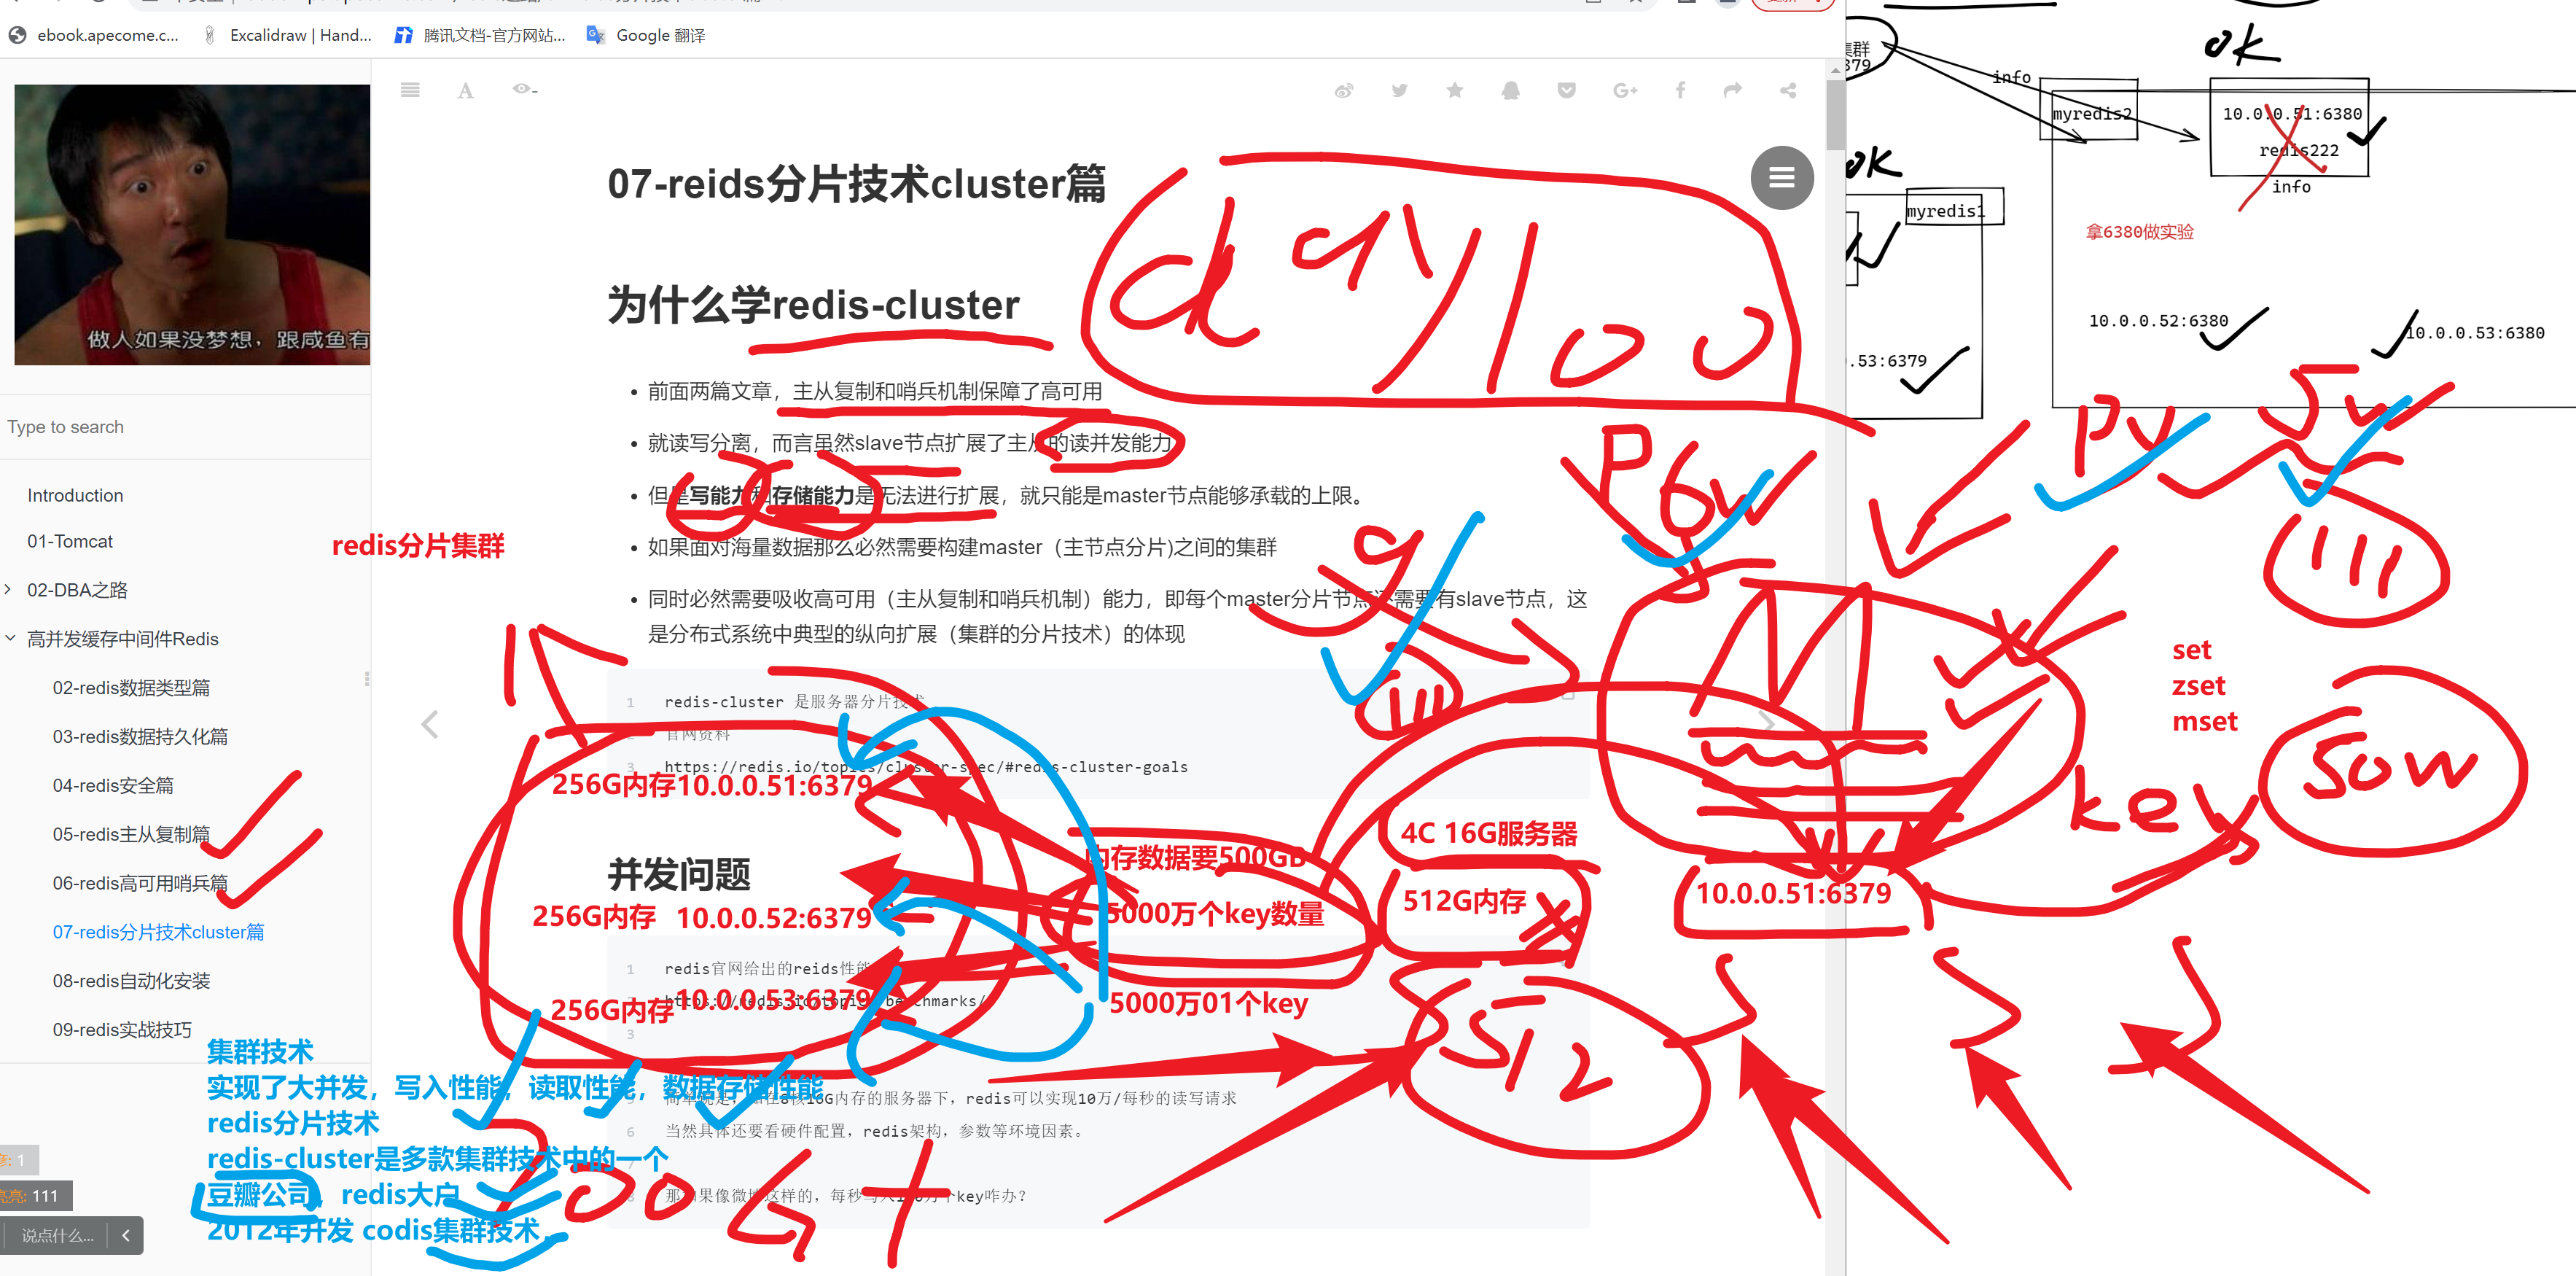 ebook.apecome.c...
Excalidraw | Hand...
腾讯文档-官方网站...
Google 翻译
做人如果没梦想，跟咸鱼有
Type to search
Introduction
01-Tomcat
02-DBA之路
高并发缓存中间件Redis
02-redis数据类型篇
03-redis数据持久化篇
04-redis安全篇
05-redis主从复制篇
06-redis高可用哨兵篇
07-redis分片技术cluster篇
08-redis自动化安装
09-redis实战技巧
07-reids分片技术cluster篇
为什么学redis-cluster
前面两篇文章，主从复制和哨兵机制保障了高可用
就读写分离，而言虽然slave节点扩展了主从的读并发能力
但是写能力和存储能力是无法进行扩展，就只能是master节点能够承载的上限。
如果面对海量数据那么必然需要构建master（主节点分片)之间的集群
同时必然需要吸收高可用（主从复制和哨兵机制）能力，即每个master分片节点还需要有slave节点，这
是分布式系统中典型的纵向扩展（集群的分片技术）的体现
1 redis-cluster 是服务器分片技术
2 官网资料
3 https://redis.io/topics/cluster-spec/#redis-cluster-goals
并发问题
1 redis官网给出的reids性能
https://redis.io/topics/benchmarks/
3
内存的服务器下，redis可以实现10万/每秒的读写请求
6 当然具体还要看硬件配置，redis架构，参数等环境因素。
个key咋办？
redis分片集群
256G内存10.0.0.51:6379
256G内存 10.0.0.52:6379
256G内存10.0.0.53:6379
内存数据要500GB
5000万个key数量
5000万01个key
4C 16G服务器
512G内存
10.0.0.51:6379
set
zset
mset
key
50w
512
day100
P6w
500G+
集群技术
实现了大并发，写入性能，读取性能，数据存储性能
redis分片技术
redis-cluster是多款集群技术中的一个
豆瓣公司，redis大户
2012年开发 codis集群技术，
111
说点什么...
集群
info
ok
myredis2
10.0.0.51:6380
redis222
info
ok
myredis1
拿6380做实验
10.0.0.52:6380
10.0.0.53:6380
.53:6379